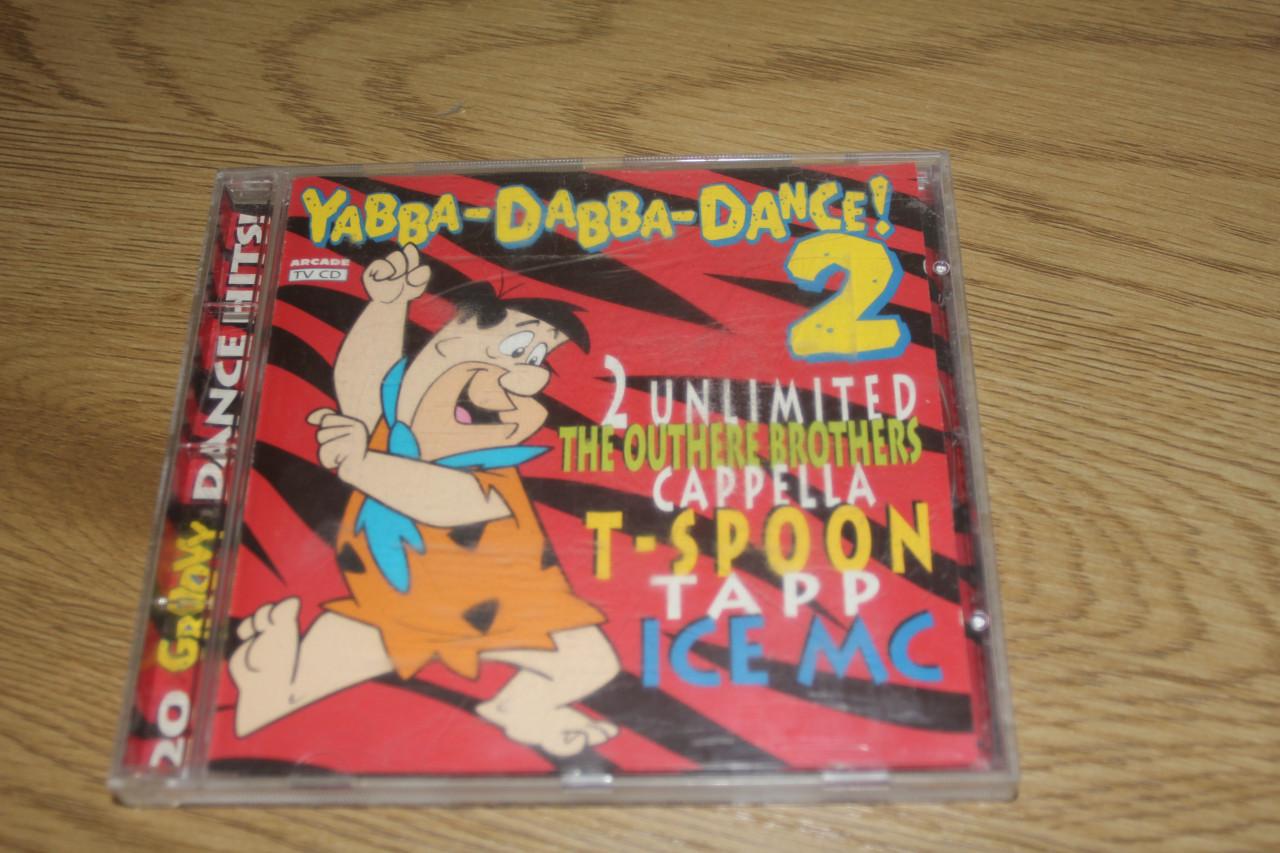 YABBA-DABBA-DANCE!
2
ARCADE
TV CD
2 UNLIMITED
THE OUTHERE BROTHERS
CAPPELLA
T-SPOON
TAPP
ICE MC
20 GROOVY DANCE HITS!